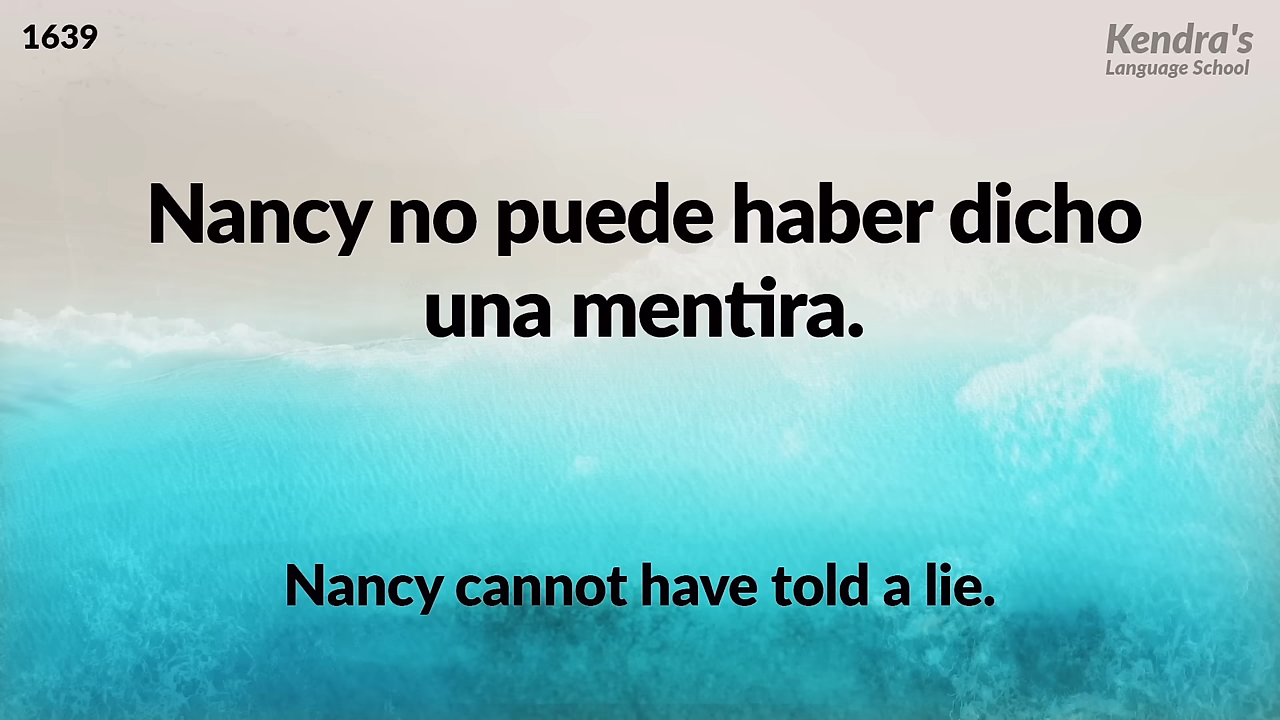 1639
Kendra's
Language School
Nancy no puede haber dicho
una mentira.
Nancy cannot have told a lie.